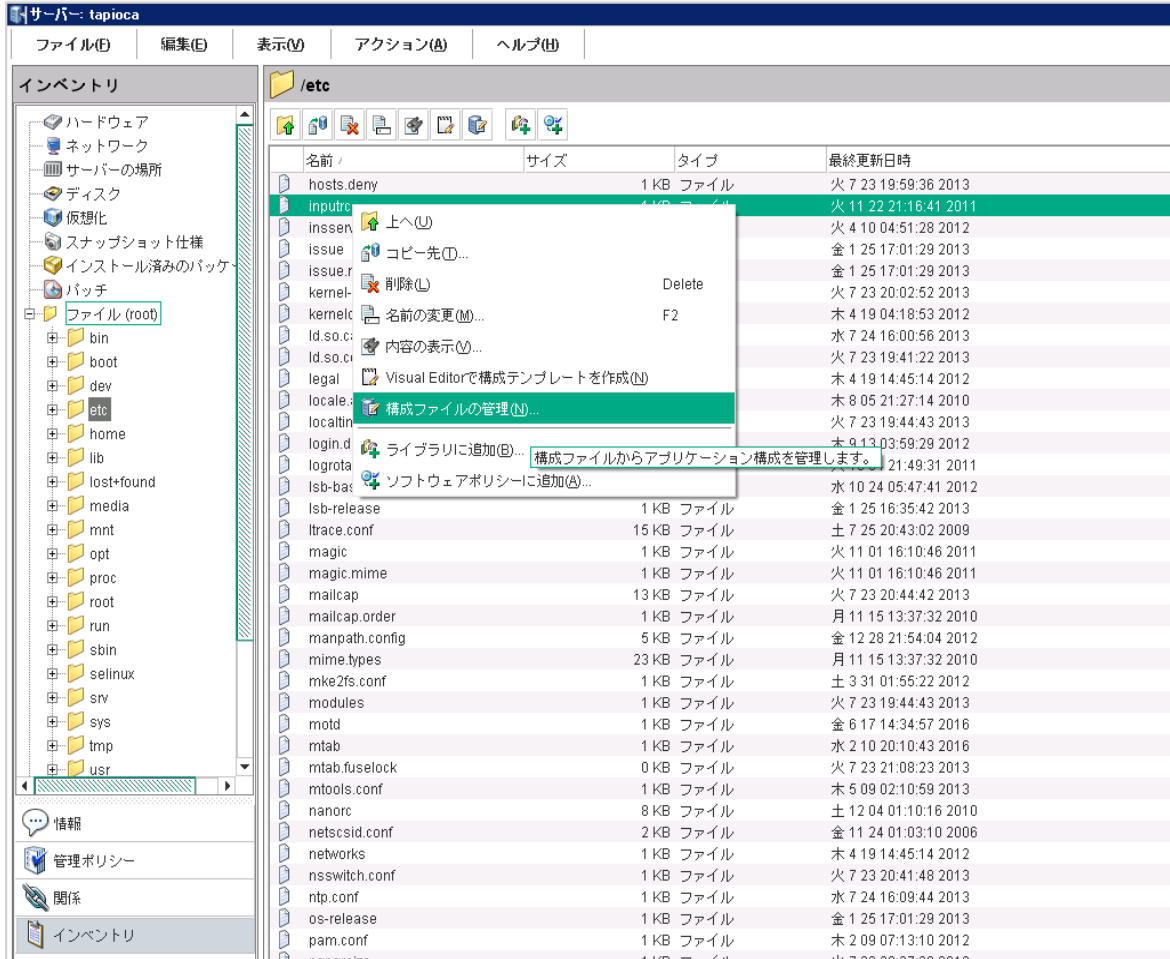 サーバー: tapioca
ファイル(F) 編集(E) 表示(V) アクション(A) ヘルプ(H)
インベントリ
ハードウェア
ネットワーク
サーバーの場所
ディスク
仮想化
スナップショット仕様
インストール済みのパッケ
パッチ
ファイル (root)
bin
boot
dev
etc
home
lib
lost+found
media
mnt
opt
proc
root
run
sbin
selinux
srv
sys
tmp
usr
情報
管理ポリシー
関係
インベントリ
/etc
名前 / サイズ タイプ 最終更新日時
hosts.deny 1 KB ファイル 火 7 23 19:59:36 2013
inputrc 火 11 22 21:16:41 2011
insserv 火 4 10 04:51:28 2012
issue 金 1 25 17:01:29 2013
issue.n 金 1 25 17:01:29 2013
kernel- 火 7 23 20:02:52 2013
kernelo 木 4 19 04:18:53 2012
ld.so.ca 水 7 24 16:00:56 2013
ld.so.co 火 7 23 19:41:22 2013
legal 木 4 19 14:45:14 2012
locale.a 木 8 05 21:27:14 2010
localtim 火 7 23 19:44:43 2013
login.d 木 9 13 03:59:29 2012
logrota 21:49:31 2011
lsb-bas 水 10 24 05:47:41 2012
lsb-release 1 KB ファイル 金 1 25 16:35:42 2013
ltrace.conf 15 KB ファイル 土 7 25 20:43:02 2009
magic 1 KB ファイル 火 11 01 16:10:46 2011
magic.mime 1 KB ファイル 火 11 01 16:10:46 2011
mailcap 13 KB ファイル 火 7 23 20:44:42 2013
mailcap.order 1 KB ファイル 月 11 15 13:37:32 2010
manpath.config 5 KB ファイル 金 12 28 21:54:04 2012
mime.types 23 KB ファイル 月 11 15 13:37:32 2010
mke2fs.conf 1 KB ファイル 土 3 31 01:55:22 2012
modules 1 KB ファイル 火 7 23 19:44:43 2013
motd 1 KB ファイル 金 6 17 14:34:57 2016
mtab 1 KB ファイル 水 2 10 20:10:43 2016
mtab.fuselock 0 KB ファイル 火 7 23 21:08:23 2013
mtools.conf 1 KB ファイル 木 5 09 02:10:59 2013
nanorc 8 KB ファイル 土 12 04 01:10:16 2010
netscsid.conf 2 KB ファイル 金 11 24 01:03:10 2006
networks 1 KB ファイル 木 4 19 14:45:14 2012
nsswitch.conf 1 KB ファイル 火 7 23 20:41:48 2013
ntp.conf 1 KB ファイル 水 7 24 16:09:44 2013
os-release 1 KB ファイル 金 1 25 17:01:29 2013
pam.conf 1 KB ファイル 木 2 09 07:13:10 2012
上へ(U)
コピー先(T)...
削除(L) Delete
名前の変更(M)... F2
内容の表示(V)...
Visual Editorで構成テンプレートを作成(N)
構成ファイルの管理(N)...
ライブラリに追加(B)...
ソフトウェアポリシーに追加(A)...
構成ファイルからアプリケーション構成を管理します。